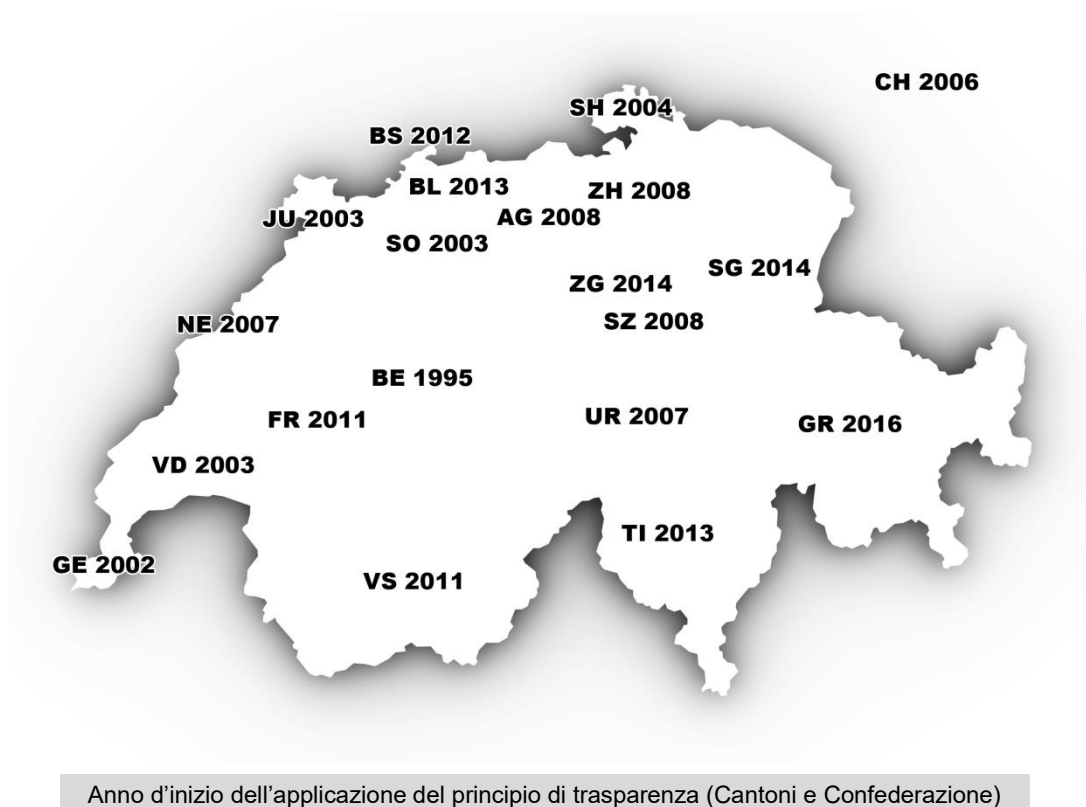 CH 2006
SH 2004
BS 2012
BL 2013
ZH 2008
JU 2003
AG 2008
SO 2003
SG 2014
ZG 2014
SZ 2008
NE 2007
BE 1995
FR 2011
UR 2007
GR 2016
VD 2003
TI 2013
GE 2002
VS 2011
Anno d’inizio dell’applicazione del principio di trasparenza (Cantoni e Confederazione)